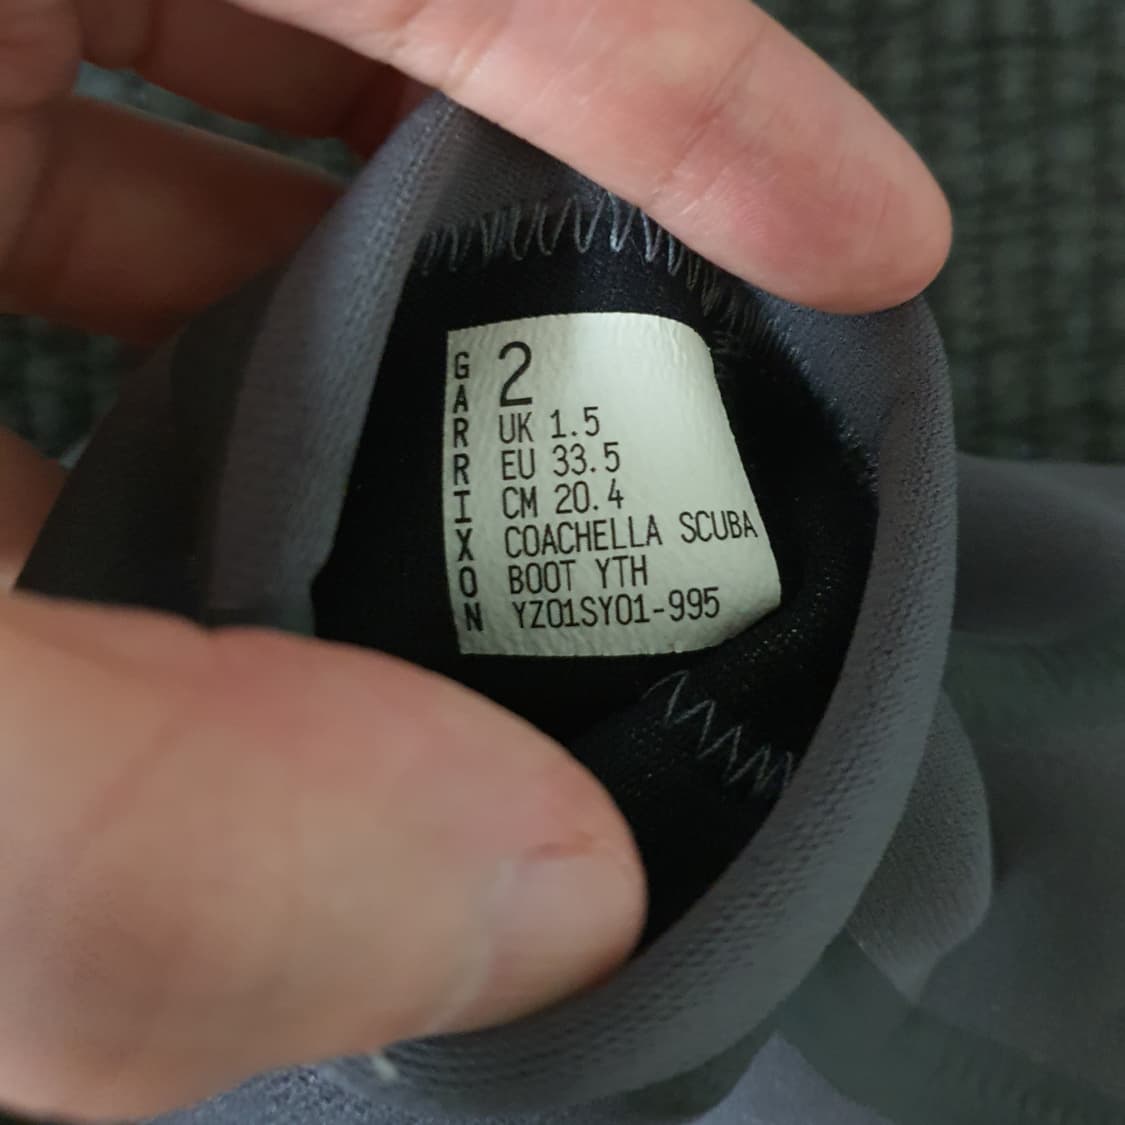 GARRIXON
2
UK 1.5
EU 33.5
CM 20.4
COACHELLA SCUBA
BOOT YTH
YZ01SY01-995